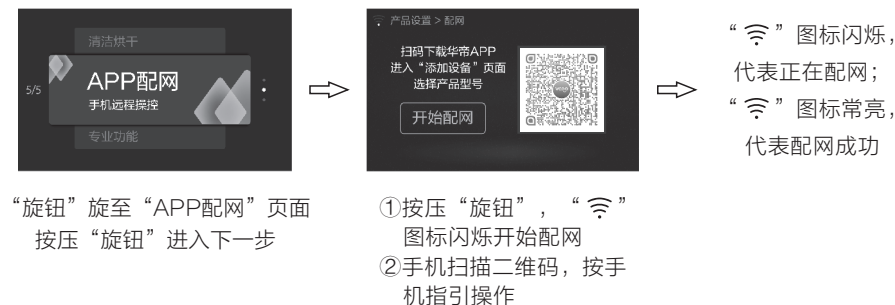 清洁烘干
5/5
APP配网
手机远程操控
专业功能
“旋钮”旋至“APP配网”页面
按压“旋钮”进入下一步
产品设置 > 配网
扫码下载华帝APP
进入“添加设备”页面
选择产品型号
开始配网
①按压“旋钮”，“ ”
图标闪烁开始配网
②手机扫描二维码，按手
机指引操作
“ ”图标闪烁，
代表正在配网；
“ ”图标常亮，
代表配网成功